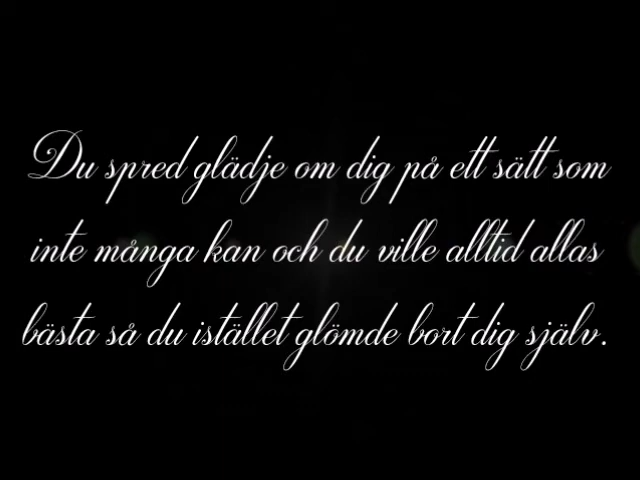 Du spred glädje om dig på ett sätt som
inte många kan och du ville alltid allas
bästa så du istället glömde bort dig själv.